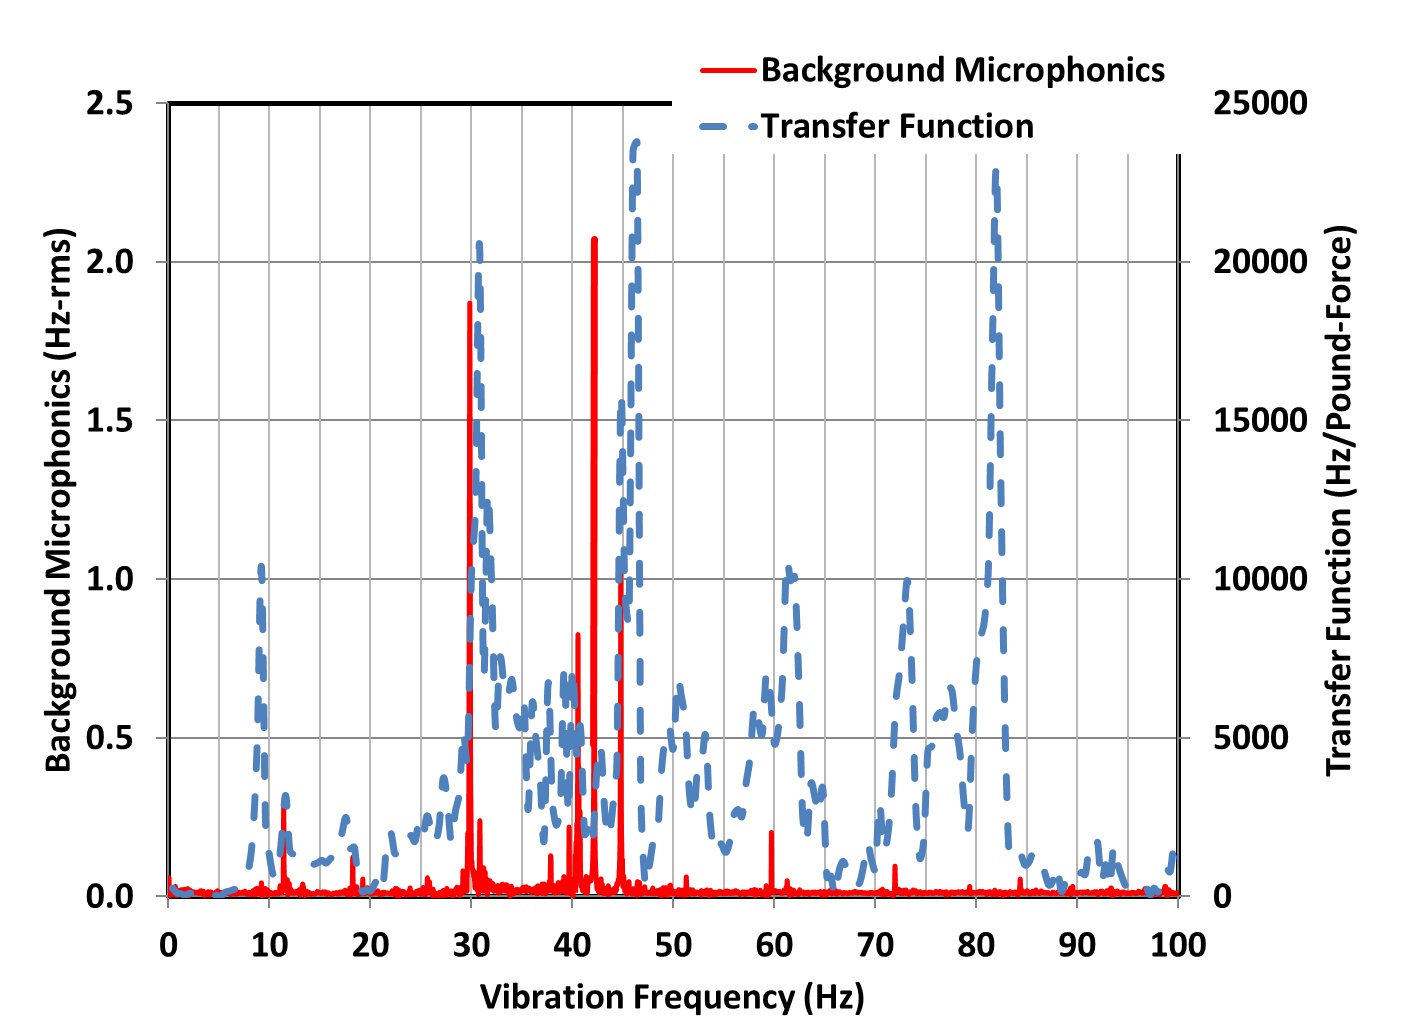 Background Microphonics
Transfer Function
2.5
2.0
1.5
1.0
0.5
0.0
25000
20000
15000
10000
5000
0
0 10 20 30 40 50 60 70 80 90 100
Vibration Frequency (Hz)
Background Microphonics (Hz-rms)
Transfer Function (Hz/Pound-Force)